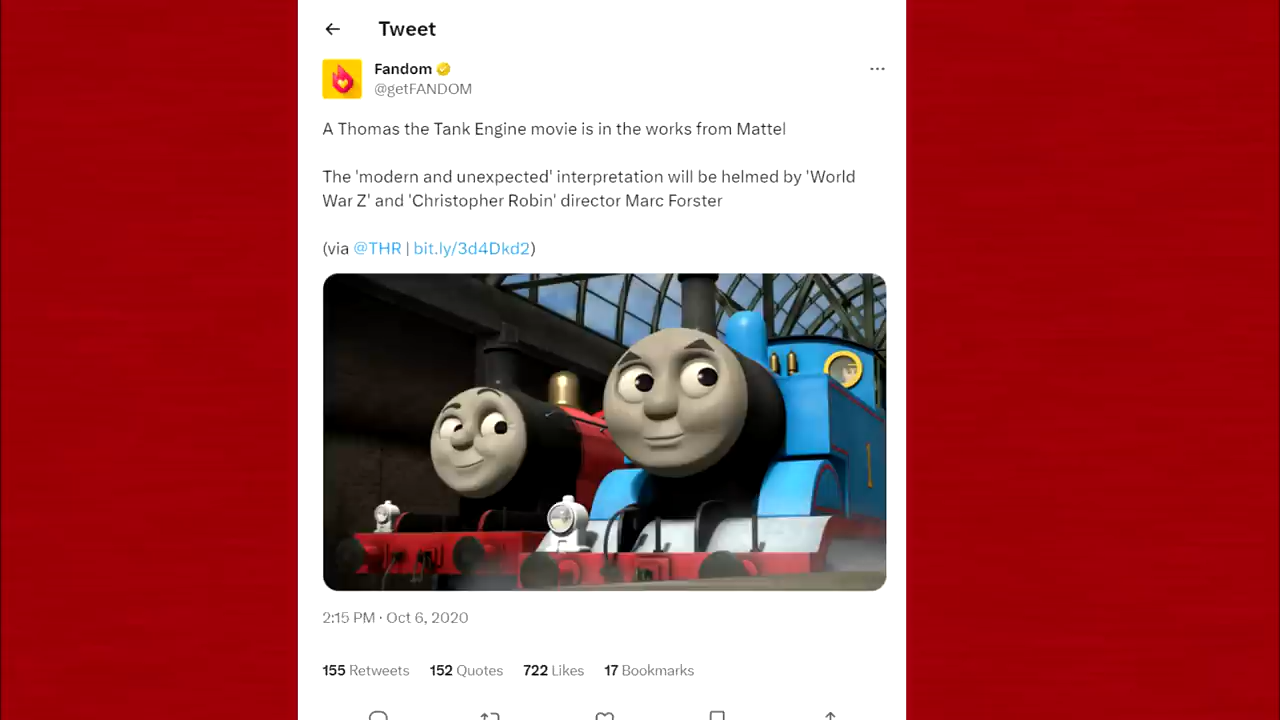 Tweet
Fandom
@getFANDOM
A Thomas the Tank Engine movie is in the works from Mattel
The 'modern and unexpected' interpretation will be helmed by 'World
War Z' and 'Christopher Robin' director Marc Forster
(via @THR | bit.ly/3d4Dkd2)
1
2:15 PM · Oct 6, 2020
155 Retweets 152 Quotes 722 Likes 17 Bookmarks